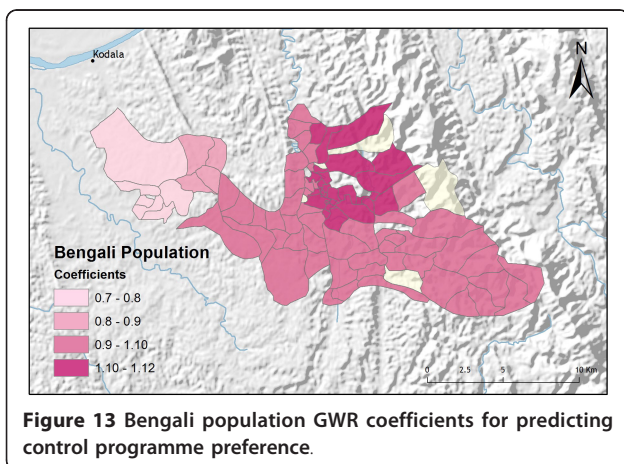 Kodala
N
Bengali Population
Coefficients
0.7 - 0.8
0.8 - 0.9
0.9 - 1.10
1.10 - 1.12
0 2.5 5 10 Km
Figure 13 Bengali population GWR coefficients for predicting
control programme preference.